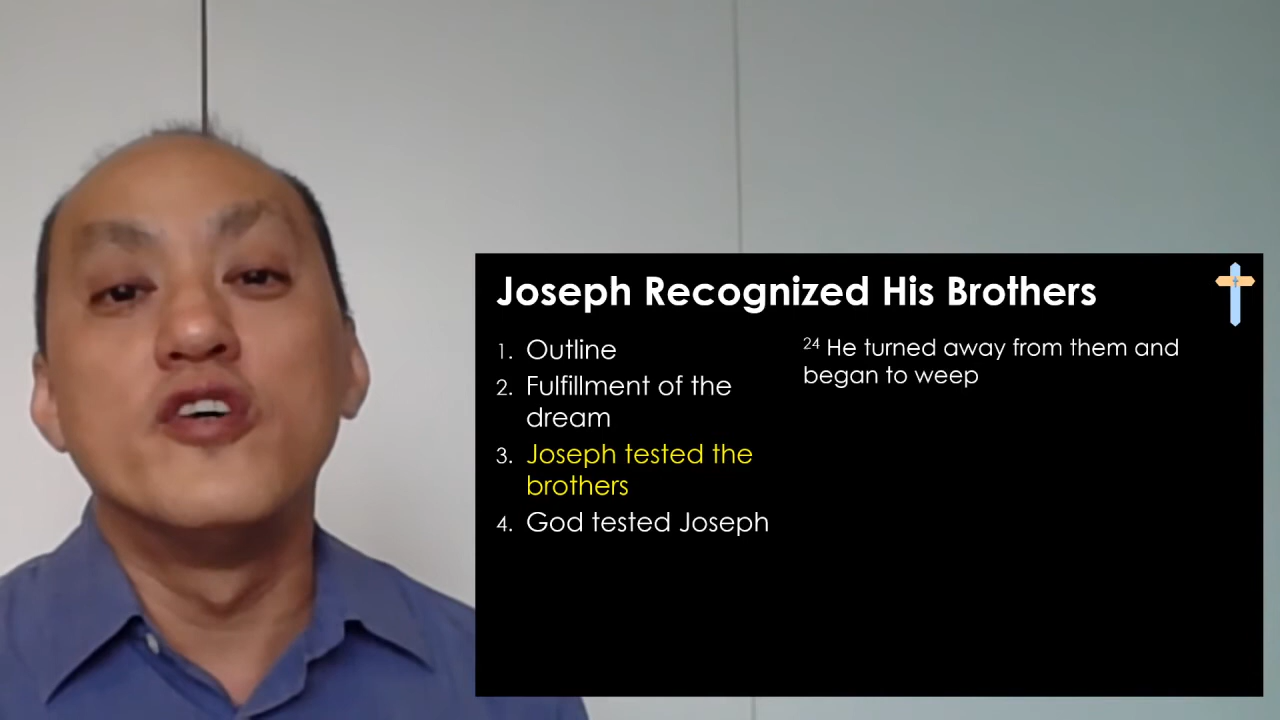 Joseph Recognized His Brothers
1. Outline
2. Fulfillment of the
dream
3. Joseph tested the
brothers
4. God tested Joseph
24 He turned away from them and
began to weep